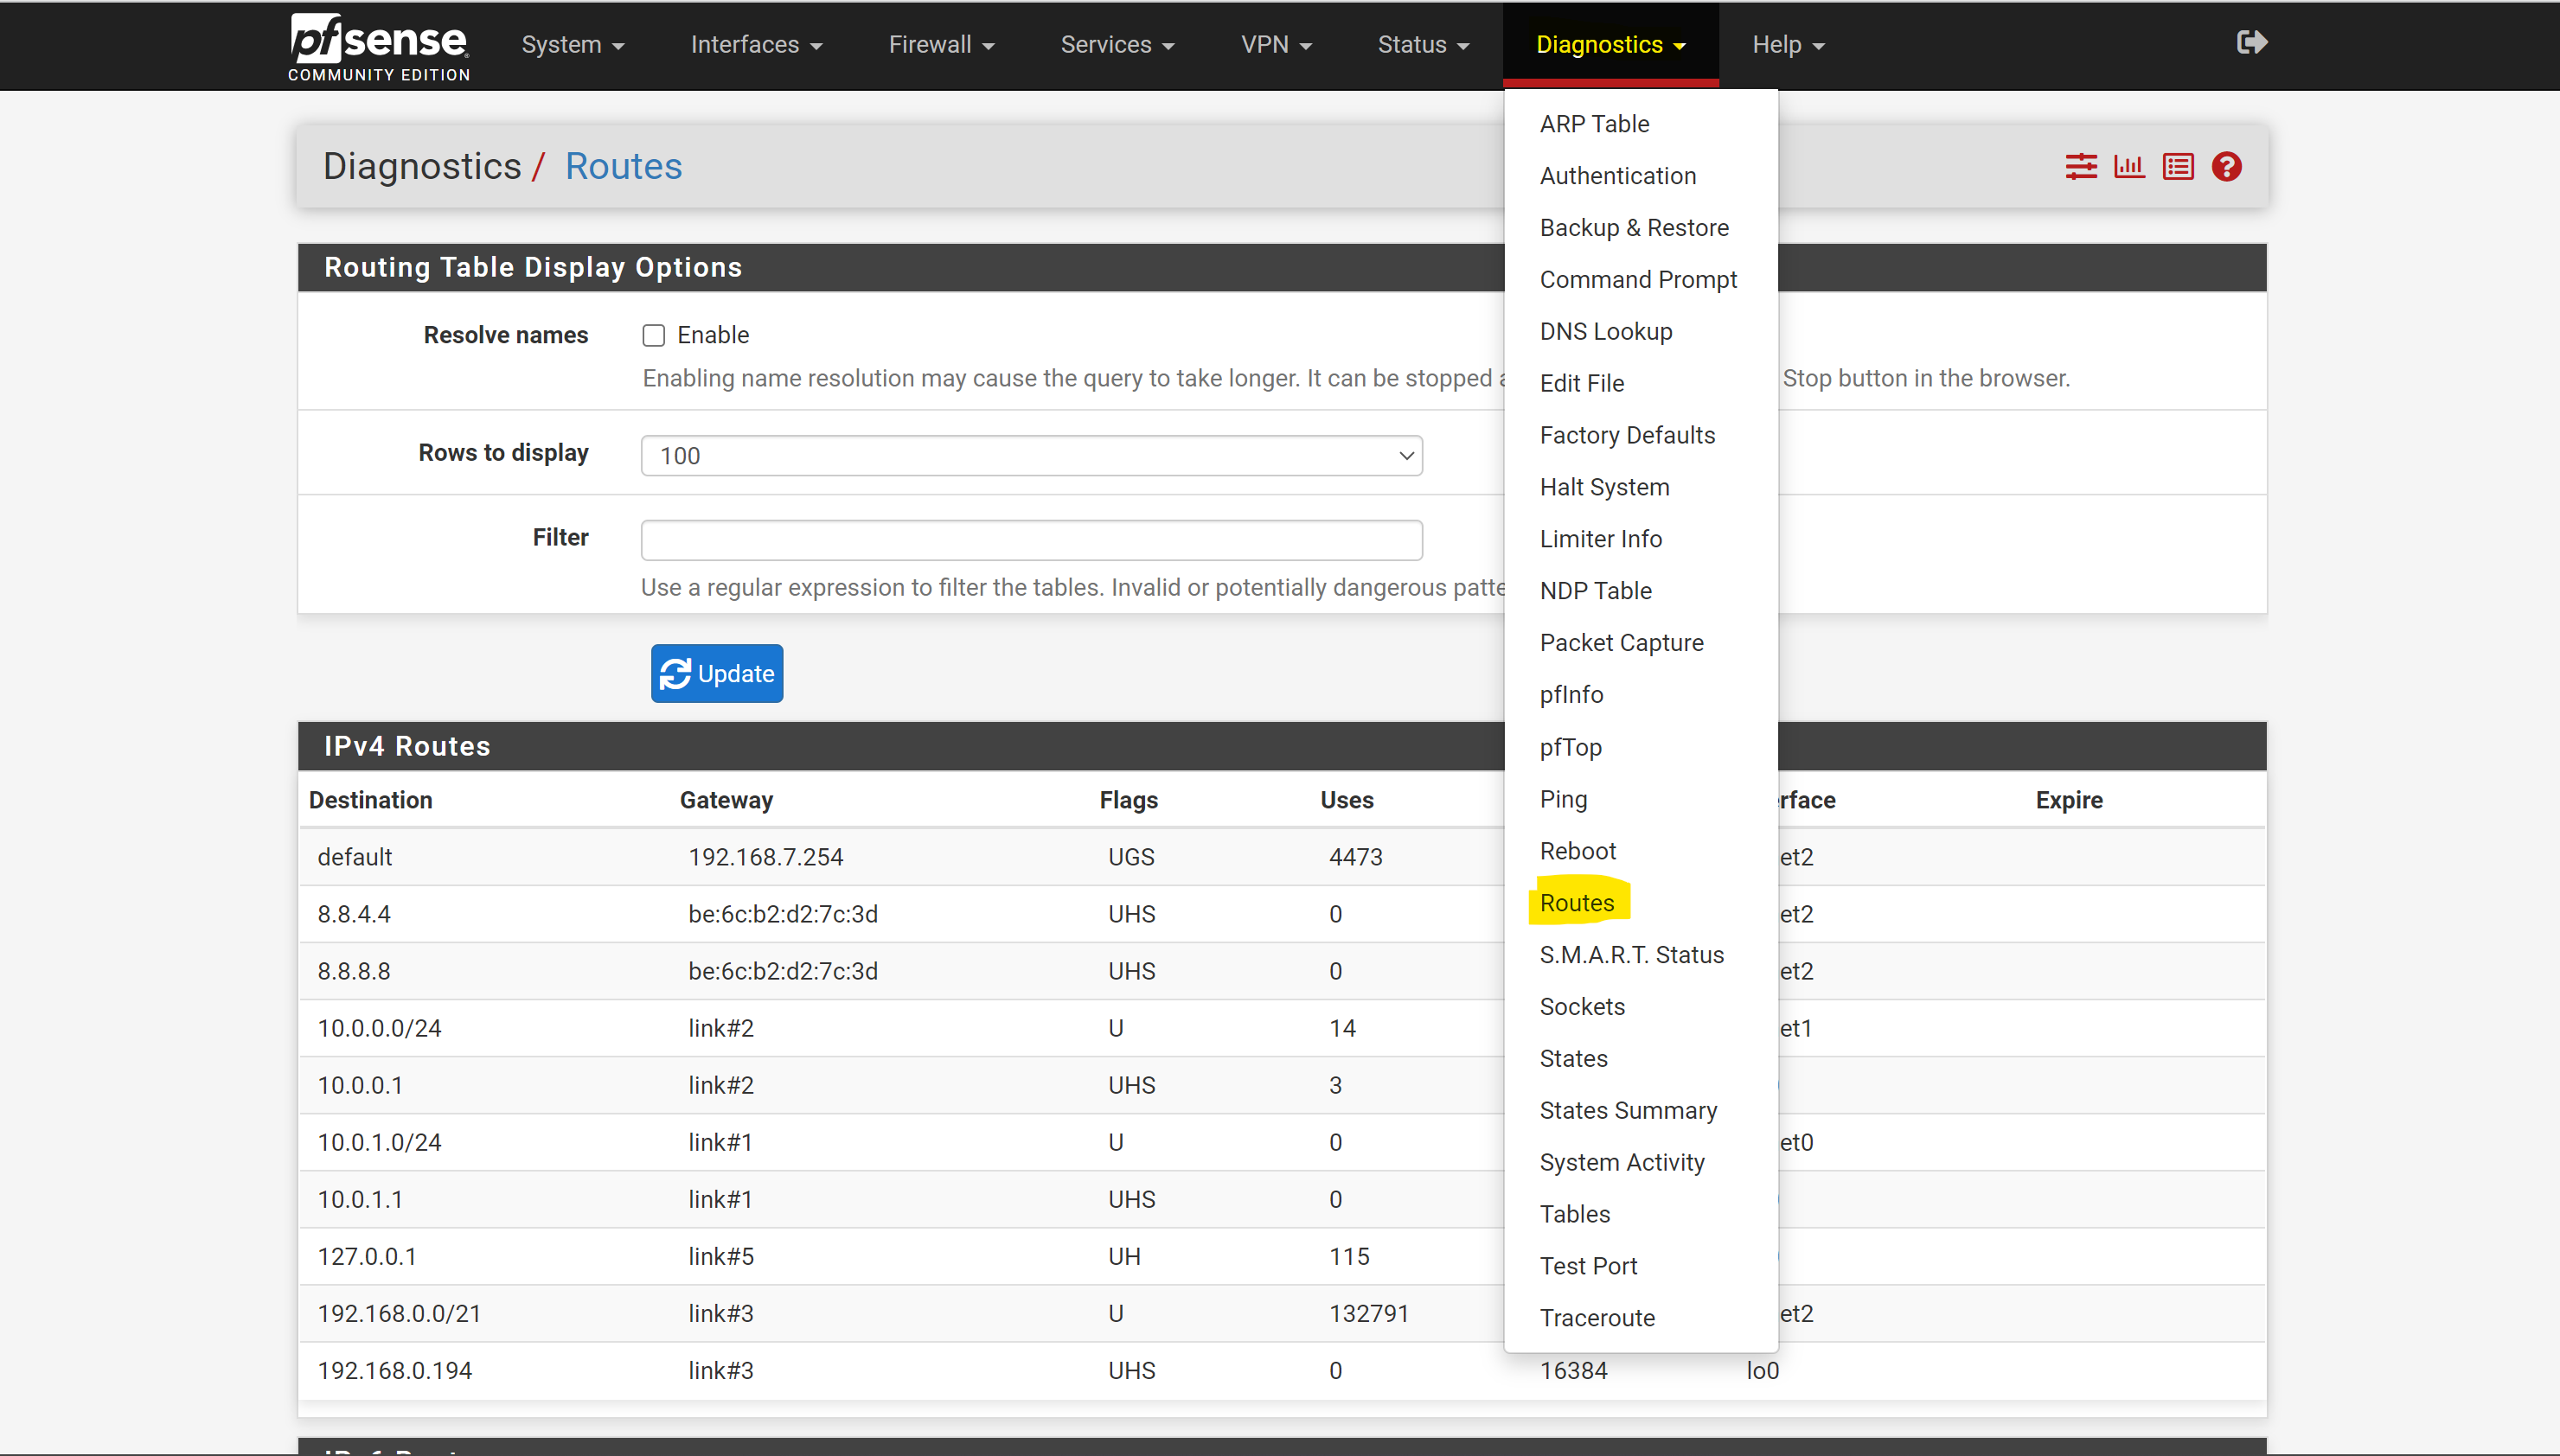 pfsense
COMMUNITY EDITION
System Interfaces Firewall Services VPN Status Diagnostics Help
Diagnostics / Routes
Routing Table Display Options
Resolve names Enable
Enabling name resolution may cause the query to take longer. It can be stopped Stop button in the browser.
Rows to display 100
Filter
Use a regular expression to filter the tables. Invalid or potentially dangerous patte
Update
IPv4 Routes
Destination Gateway Flags Uses rface Expire
default 192.168.7.254 UGS 4473 et2
8.8.4.4 be:6c:b2:d2:7c:3d UHS 0 et2
8.8.8.8 be:6c:b2:d2:7c:3d UHS 0 et2
10.0.0.0/24 link#2 U 14 et1
10.0.0.1 link#2 UHS 3
10.0.1.0/24 link#1 U 0 et0
10.0.1.1 link#1 UHS 0
127.0.0.1 link#5 UH 115
192.168.0.0/21 link#3 U 132791 et2
192.168.0.194 link#3 UHS 0 16384 lo0
ARP Table
Authentication
Backup & Restore
Command Prompt
DNS Lookup
Edit File
Factory Defaults
Halt System
Limiter Info
NDP Table
Packet Capture
pfInfo
pfTop
Ping
Reboot
Routes
S.M.A.R.T. Status
Sockets
States
States Summary
System Activity
Tables
Test Port
Traceroute